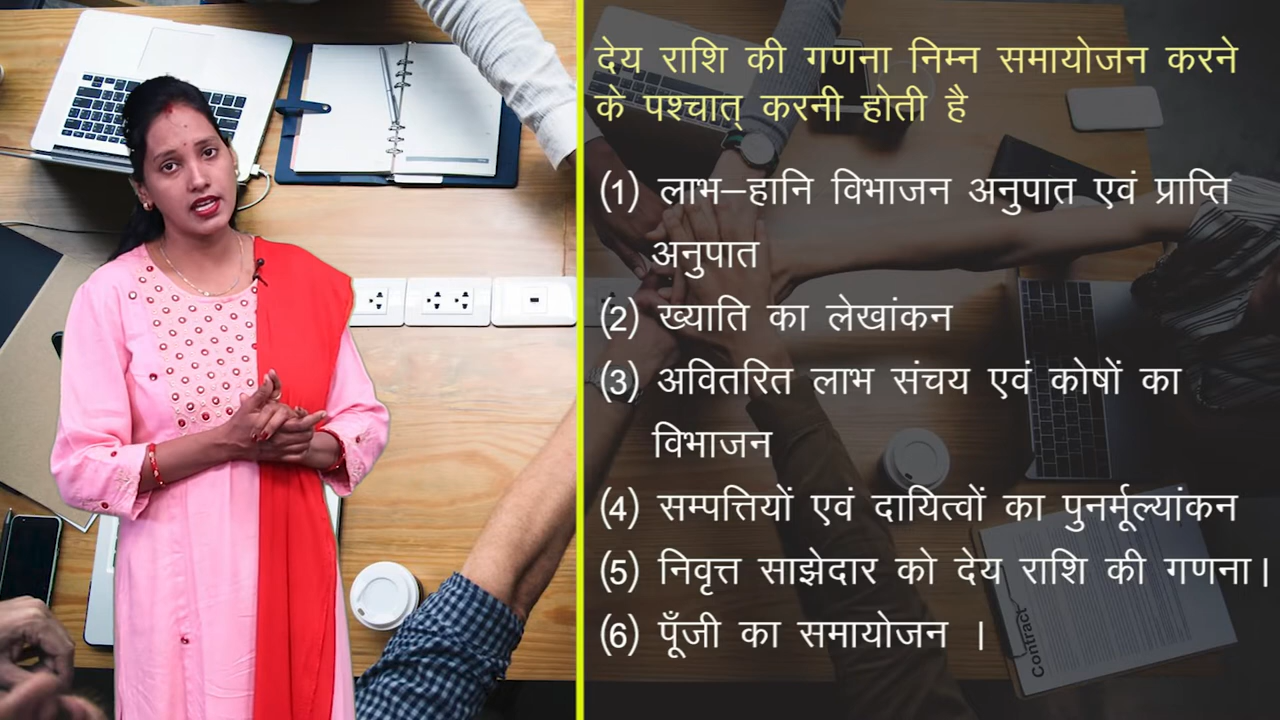 देय राशि की गणना निम्न समायोजन करने
के पश्चात् करनी होती है
(1) लाभ–हानि विभाजन अनुपात एवं प्राप्ति
अनुपात
(2) ख्याति का लेखांकन
(3) अवितरित लाभ संचय एवं कोषों का
विभाजन
(4) सम्पत्तियों एवं दायित्वों का पुनर्मूल्यांकन
(5) निवृत्त साझेदार को देय राशि की गणना।
(6) पूँजी का समायोजन ।
Contract